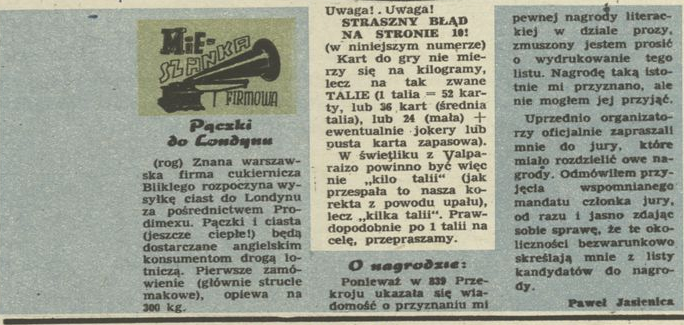 MIE-
SZANKA
FIRMOWA
Pączki
do Londynu
(rog) Znana warszaw-
ska firma cukiernicza
Bliklego rozpoczyna wy-
syłkę ciast do Londynu
za pośrednictwem Pro-
dimexu. Pączki i ciasta
(jeszcze ciepłe!) będą
dostarczane angielskim
konsumentom drogą lo-
tniczą. Pierwsze zamó-
wienie (głównie strucle
makowe), opiewa na
300 kg.
Uwaga! . Uwaga!
STRASZNY BŁĄD
NA STRONIE 10!
(w niniejszym numerze)
Kart do gry nie mie-
rzy się na kilogramy,
lecz na tak zwane
TALIE (1 talia = 52 kar-
ty, lub 36 kart (średnia
talia), lub 24 (mała) +
ewentualnie jokery lub
pusta karta zapasowa).
W świetliku z Valpa-
raizo powinno być więc
nie „kilo talii“ (jak
przespała to nasza ko-
rekta z powodu upału),
lecz „kilka talii“. Praw-
dopodobnie po 1 talii na
celę, przepraszamy.
O nagrodzie:
Ponieważ w 839 Prze-
kroju ukazała się wia-
domość o przyznaniu mi
pewnej nagrody literac-
kiej w dziale prozy,
zmuszony jestem prosić
o wydrukowanie tego
listu. Nagrodę taką isto-
tnie mi przyznano, ale
nie mogłem jej przyjąć.
Uprzednio organizato-
rzy oficjalnie zapraszali
mnie do jury, które
miało rozdzielić owe na-
grody. Odmówiłem przy-
jęcia wspomnianego
mandatu członka jury,
od razu i jasno zdając
sobie sprawę, że te oko-
liczności bezwarunkowo
skreślają mnie z listy
kandydatów do nagro-
dy.
Paweł Jasienica